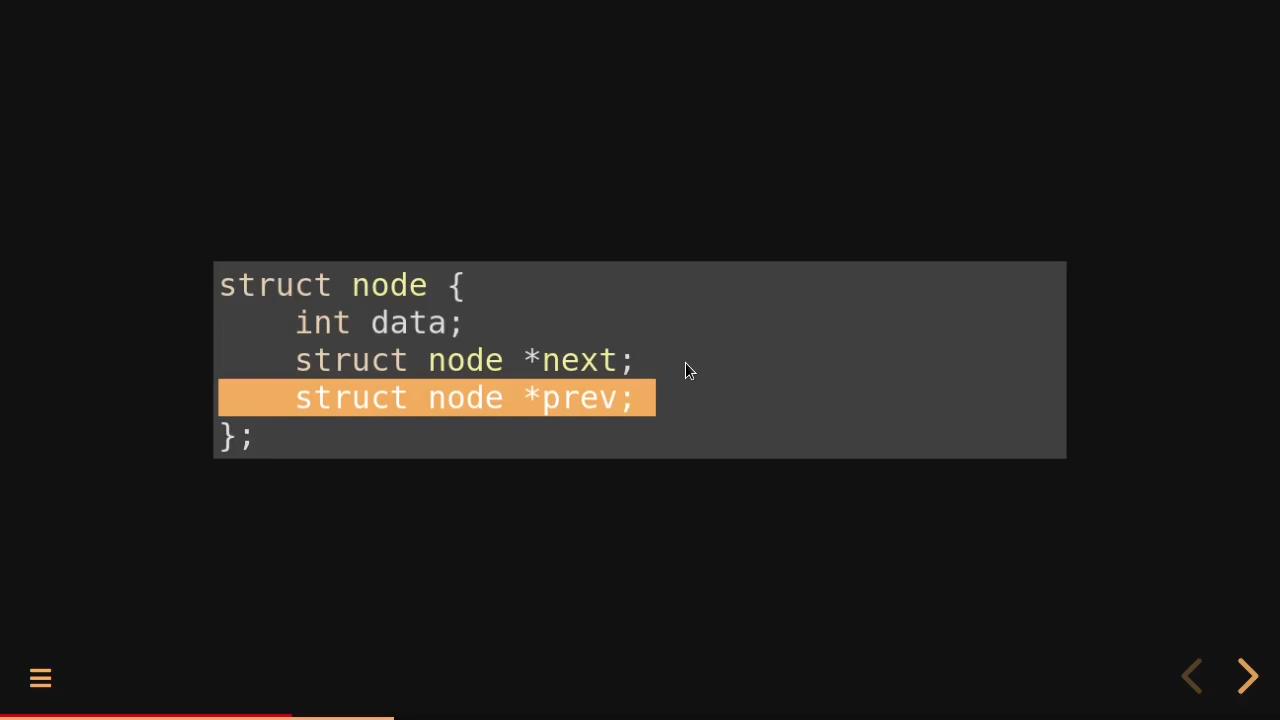 struct node {
    int data;
    struct node *next;
    struct node *prev;
};